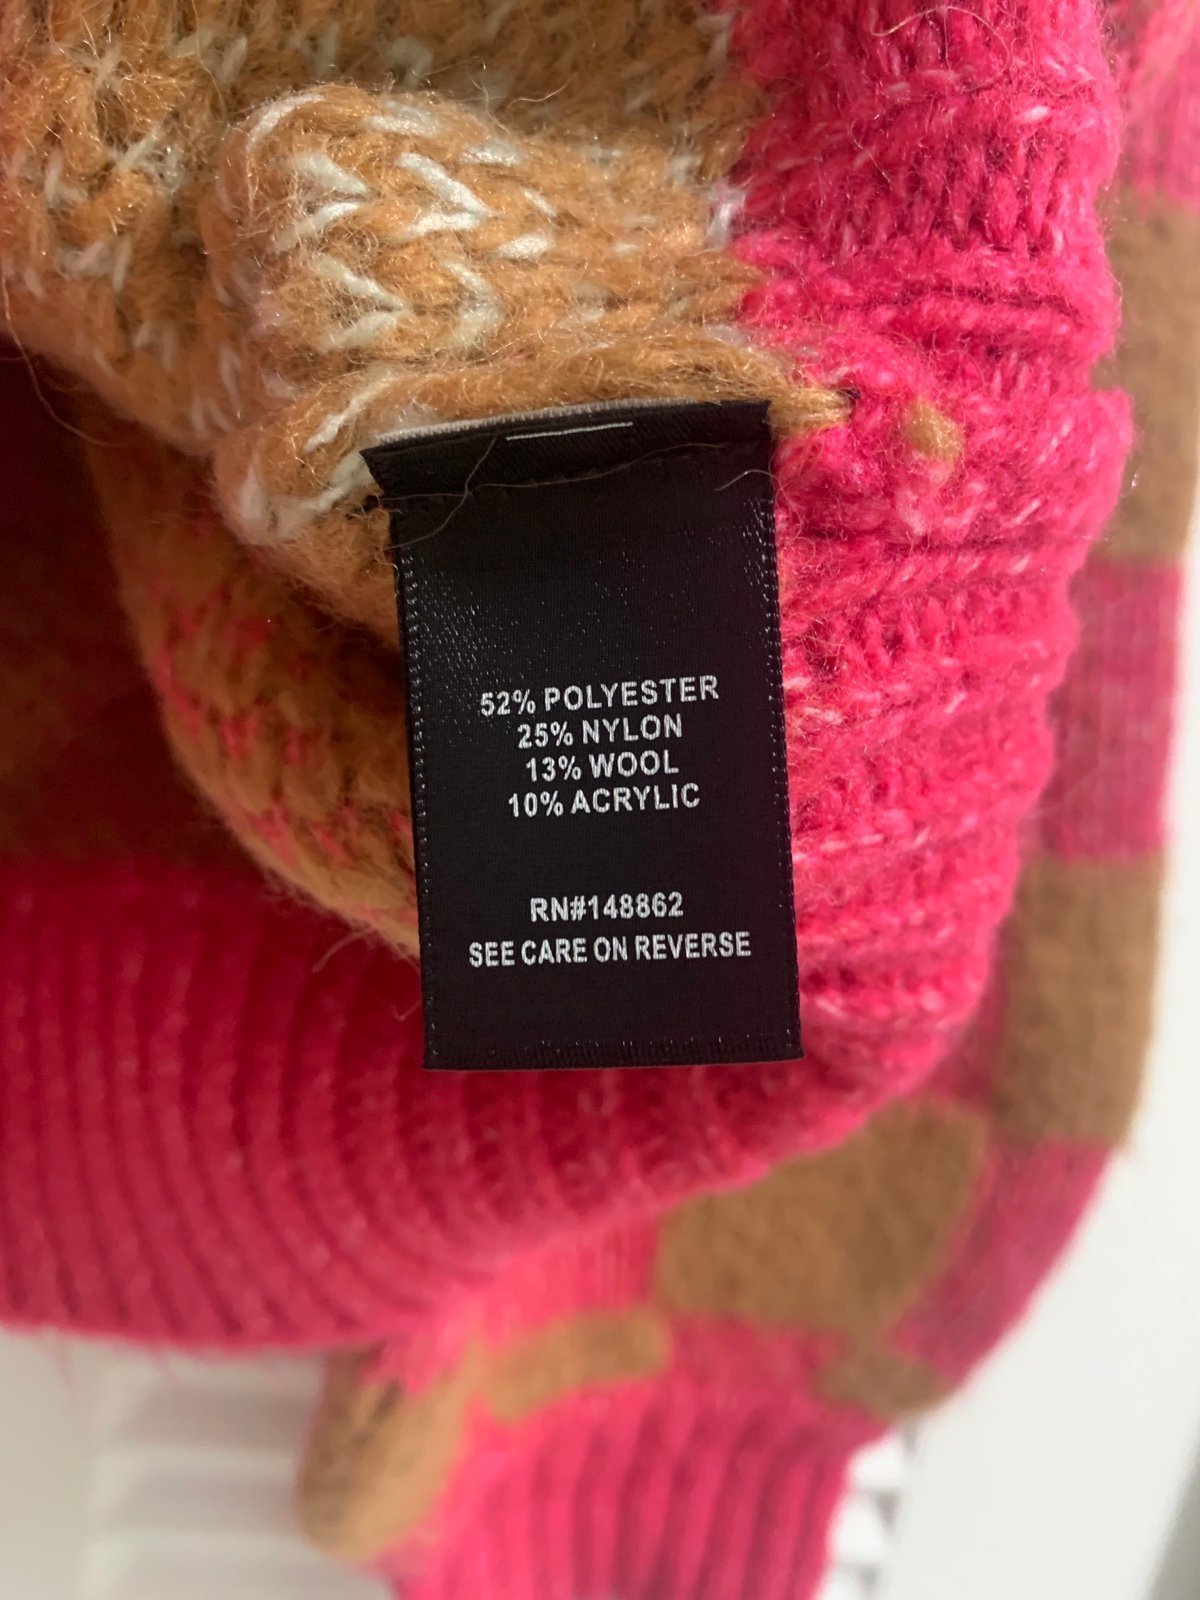 52% POLYESTER
25% NYLON
13% WOOL
10% ACRYLIC
RN#148862
SEE CARE ON REVERSE